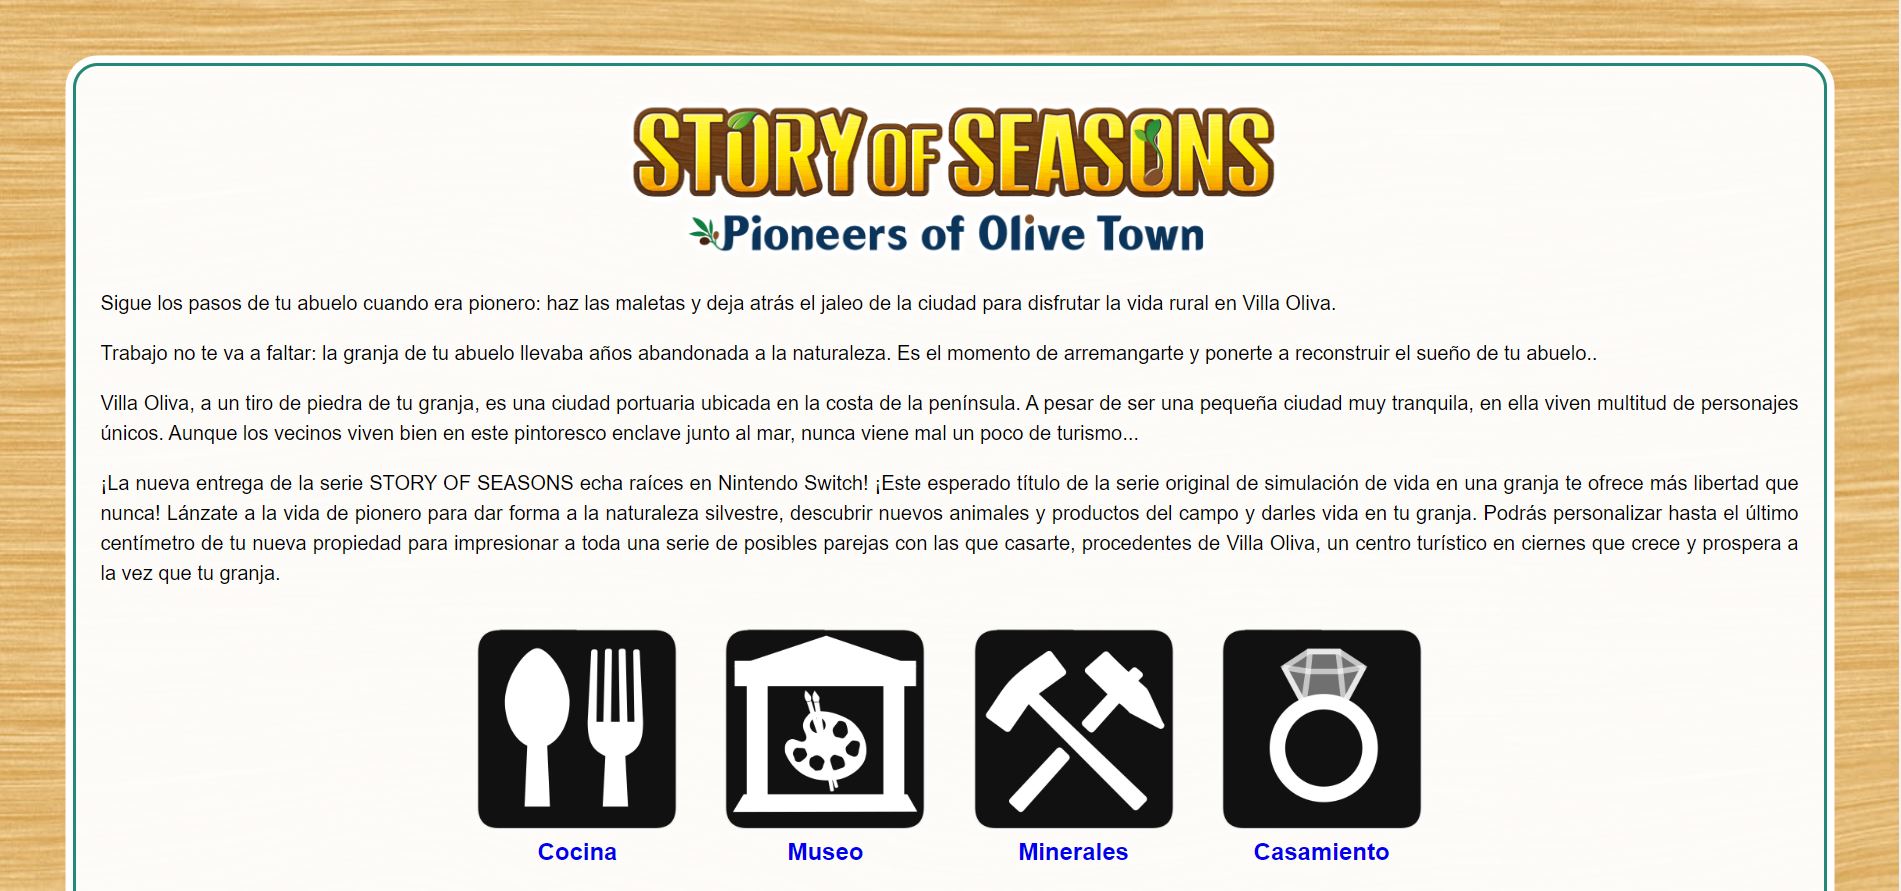 STORY OF SEASONS
Pioneers of Olive Town
Sigue los pasos de tu abuelo cuando era pionero: haz las maletas y deja atrás el jaleo de la ciudad para disfrutar la vida rural en Villa Oliva.
Trabajo no te va a faltar: la granja de tu abuelo llevaba años abandonada a la naturaleza. Es el momento de arremangarte y ponerte a reconstruir el sueño de tu abuelo..
Villa Oliva, a un tiro de piedra de tu granja, es una ciudad portuaria ubicada en la costa de la península. A pesar de ser una pequeña ciudad muy tranquila, en ella viven multitud de personajes
únicos. Aunque los vecinos viven bien en este pintoresco enclave junto al mar, nunca viene mal un poco de turismo...
¡La nueva entrega de la serie STORY OF SEASONS echa raíces en Nintendo Switch! ¡Este esperado título de la serie original de simulación de vida en una granja te ofrece más libertad que
nunca! Lánzate a la vida de pionero para dar forma a la naturaleza silvestre, descubrir nuevos animales y productos del campo y darles vida en tu granja. Podrás personalizar hasta el último
centímetro de tu nueva propiedad para impresionar a toda una serie de posibles parejas con las que casarte, procedentes de Villa Oliva, un centro turístico en ciernes que crece y prospera a
la vez que tu granja.
Cocina
Museo
Minerales
Casamiento